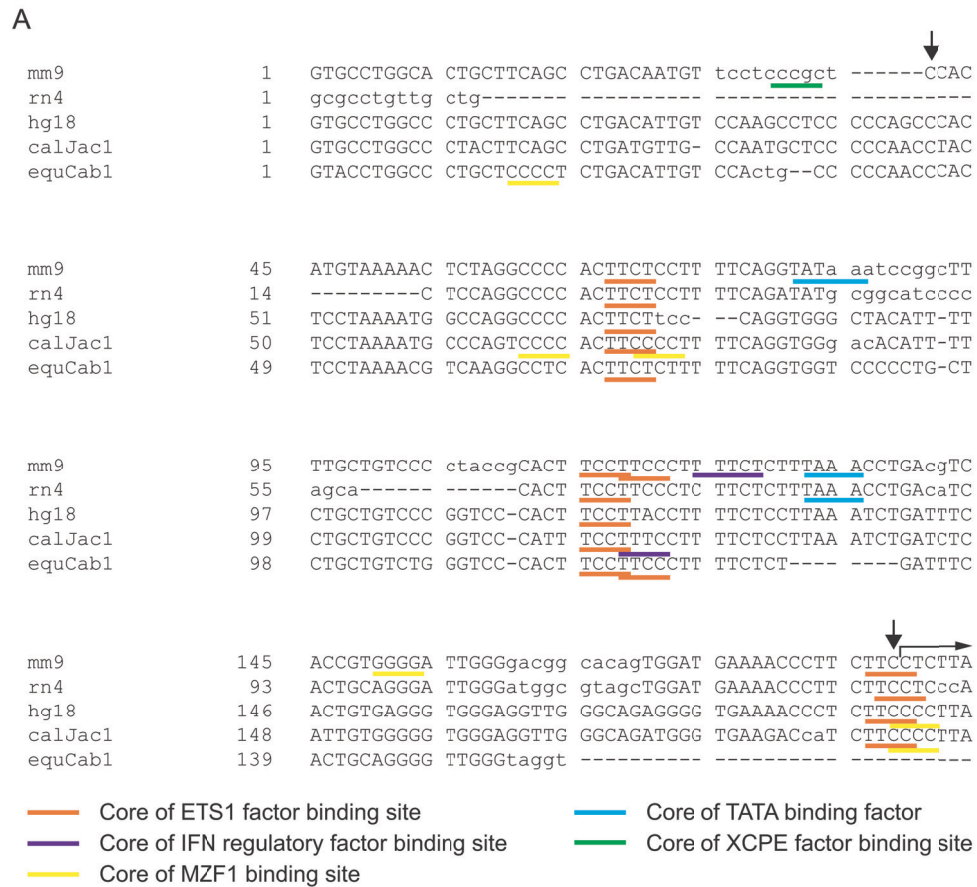 A
mm9 1 GTGCCTGGCA CTGCTTCAGC CTGACAATGT tcctcccgct -------CCAC
rn4 1 gcgcctgttg ctg------- ---------- ---------- -----------
hg18 1 GTGCCTGGCC CTGCTTCAGC CTGACATTGT CCAAGCCTCC CCCAGCCCAC
calJac1 1 GTGCCTGGCC CTACTTCAGC CTGATGTTG- CCAATGCTCC CCCAACCTAC
equCab1 1 GTACCTGGCC CTGCTCCCCT CTGACATTGT CCActg--CC CCCAACCCAC
mm9 45 ATGTAAAAAC TCTAGGCCCC ACTTCTCCTT TTCAGGTATa aatccggcTT
rn4 14 ---------C TCCAGGCCCC ACTTCTCCTT TTCAGATATg cggcatcccc
hg18 51 TCCTAAAATG GCCAGGCCCC ACTTCTtcc- --CAGGTGGG CTACATT-TT
calJac1 50 TCCTAAAATG CCCAGTCCCC ACTTCCCCTT TTCAGGTGGg acACATT-TT
equCab1 49 TCCTAAAACG TCAAGGCCTC ACTTCTCTTT TTCAGGTGGT CCCCCTG-CT
mm9 95 TTGCTGTCCC ctaccgCACT TCCTTCCCTT TTCTCTTTAA ACCTGAcgTC
rn4 55 agca------ ------CACT TCCTTCCCTC TTCTCTTTAA ACCTGACaTC
hg18 97 CTGCTGTCCC GGTCC-CACT TCCTTACCTT TTCTCCTTAA ATCTGATTTC
calJac1 99 CTGCTGTCCC GGTCC-CATT TCCTTTCCTT TTCTCCTTAA ATCTGATCTC
equCab1 98 CTGCTGTCTG GGTCC-CACT TCCTTCCCTT TTCTCT---- ----GATTTC
mm9 145 ACCGTGGGGA TTGGGgacgg cacagTGGAT GAAAACCCTTC CTTCCTCTTA
rn4 93 ACTGCAGGGA TTGGGatggc gtagcTGGAT GAAAACCCTTC CTTCCTCccA
hg18 146 ACTGTGAGGG TGGGAGGTTG GGCAGAGGGG TGAAAACCCTC CTTCCCCTTA
calJac1 148 ATTGTGGGGG TGGGAGGTTG GGCAGATGGG TGAAGACCcaTC CTTCCCCTTA
equCab1 139 ACTGCAGGGG TTGGGtaggt ---------- ---------- ----------
Core of ETS1 factor binding site
Core of TATA binding factor
Core of IFN regulatory factor binding site
Core of XCPE factor binding site
Core of MZF1 binding site